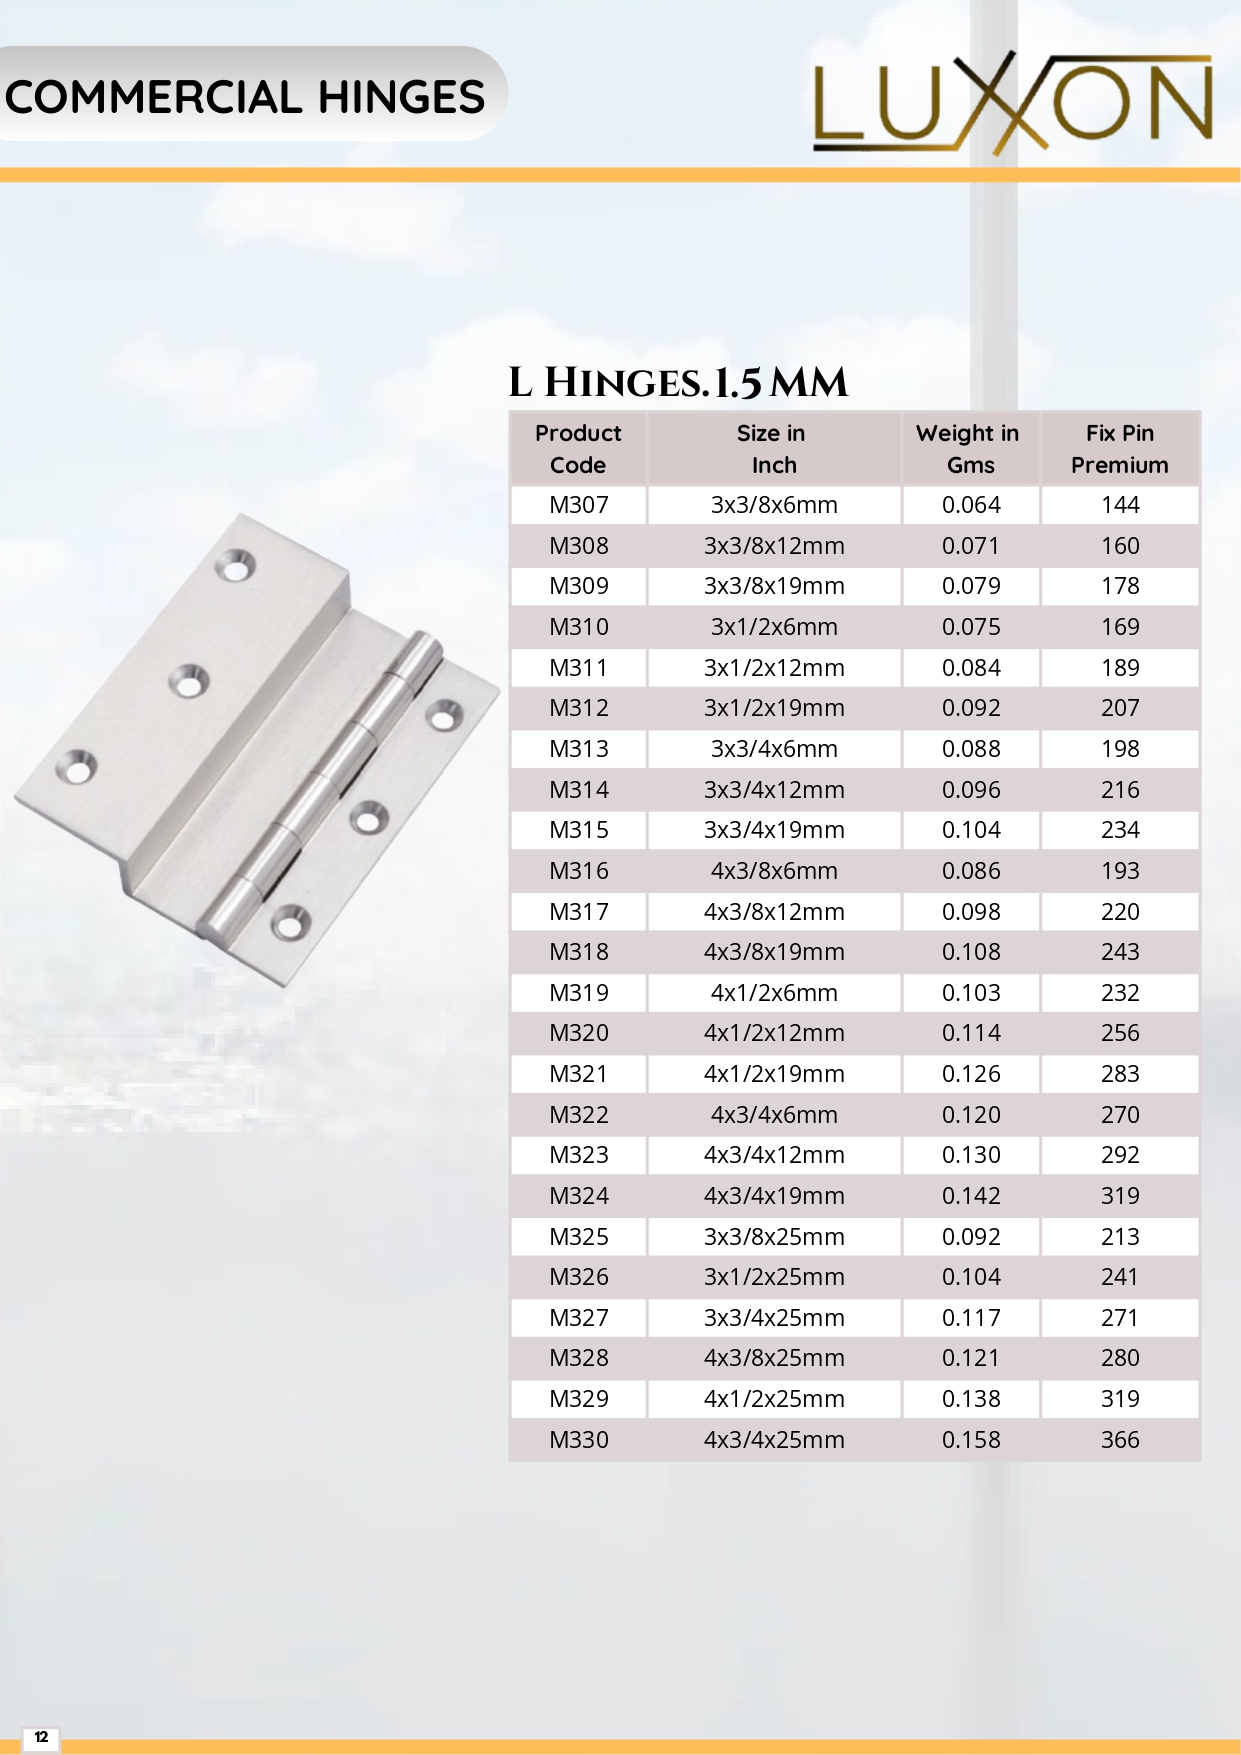 COMMERCIAL HINGES
LUXXON
L HINGES. 1.5 MM
Product Code Size in Inch Weight in Gms Fix Pin Premium
M307 3x3/8x6mm 0.064 144
M308 3x3/8x12mm 0.071 160
M309 3x3/8x19mm 0.079 178
M310 3x1/2x6mm 0.075 169
M311 3x1/2x12mm 0.084 189
M312 3x1/2x19mm 0.092 207
M313 3x3/4x6mm 0.088 198
M314 3x3/4x12mm 0.096 216
M315 3x3/4x19mm 0.104 234
M316 4x3/8x6mm 0.086 193
M317 4x3/8x12mm 0.098 220
M318 4x3/8x19mm 0.108 243
M319 4x1/2x6mm 0.103 232
M320 4x1/2x12mm 0.114 256
M321 4x1/2x19mm 0.126 283
M322 4x3/4x6mm 0.120 270
M323 4x3/4x12mm 0.130 292
M324 4x3/4x19mm 0.142 319
M325 3x3/8x25mm 0.092 213
M326 3x1/2x25mm 0.104 241
M327 3x3/4x25mm 0.117 271
M328 4x3/8x25mm 0.121 280
M329 4x1/2x25mm 0.138 319
M330 4x3/4x25mm 0.158 366
12